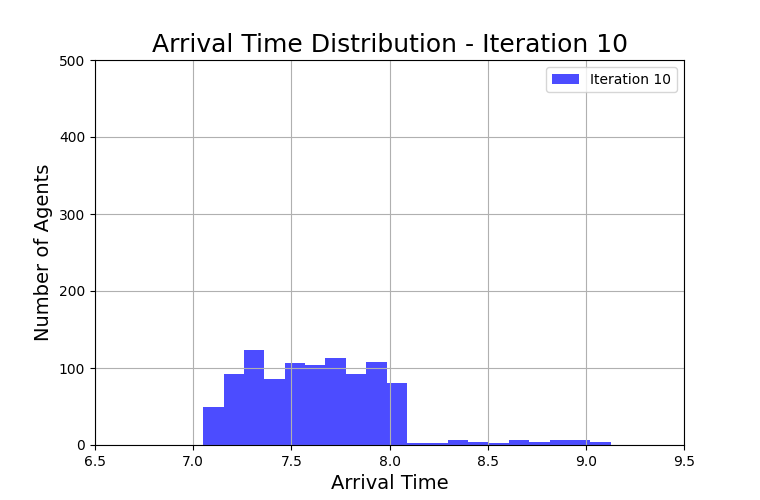 Arrival Time Distribution - Iteration 10
Iteration 10
Number of Agents
500
400
300
200
100
0
6.5 7.0 7.5 8.0 8.5 9.0 9.5
Arrival Time